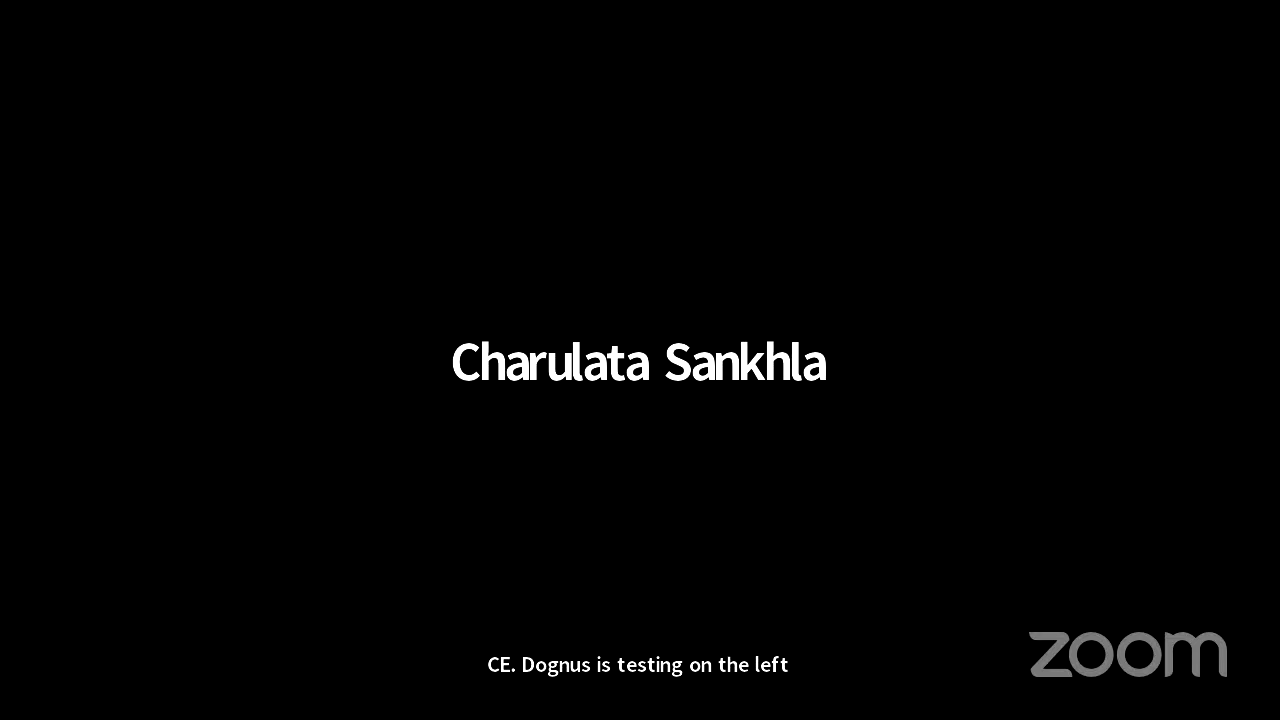 Charulata Sankhla
CE. Dognus is testing on the left
zoom